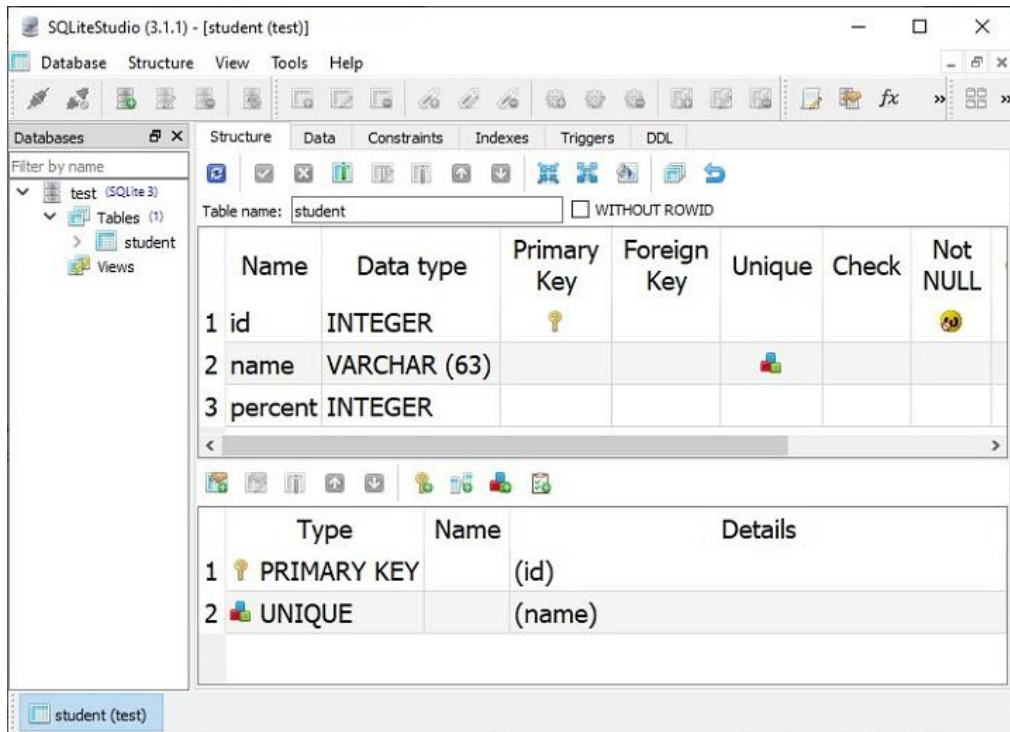 SQLiteStudio (3.1.1) - [student (test)]
Database Structure View Tools Help
fx » »
Databases
Filter by name
test (SQLite 3)
Tables (1)
student
Views
Structure Data Constraints Indexes Triggers DDL
Table name: student WITHOUT ROWID
Name Data type Primary Key Foreign Key Unique Check Not NULL
1 id INTEGER
2 name VARCHAR (63)
3 percent INTEGER
Type Name Details
1 PRIMARY KEY (id)
2 UNIQUE (name)
student (test)